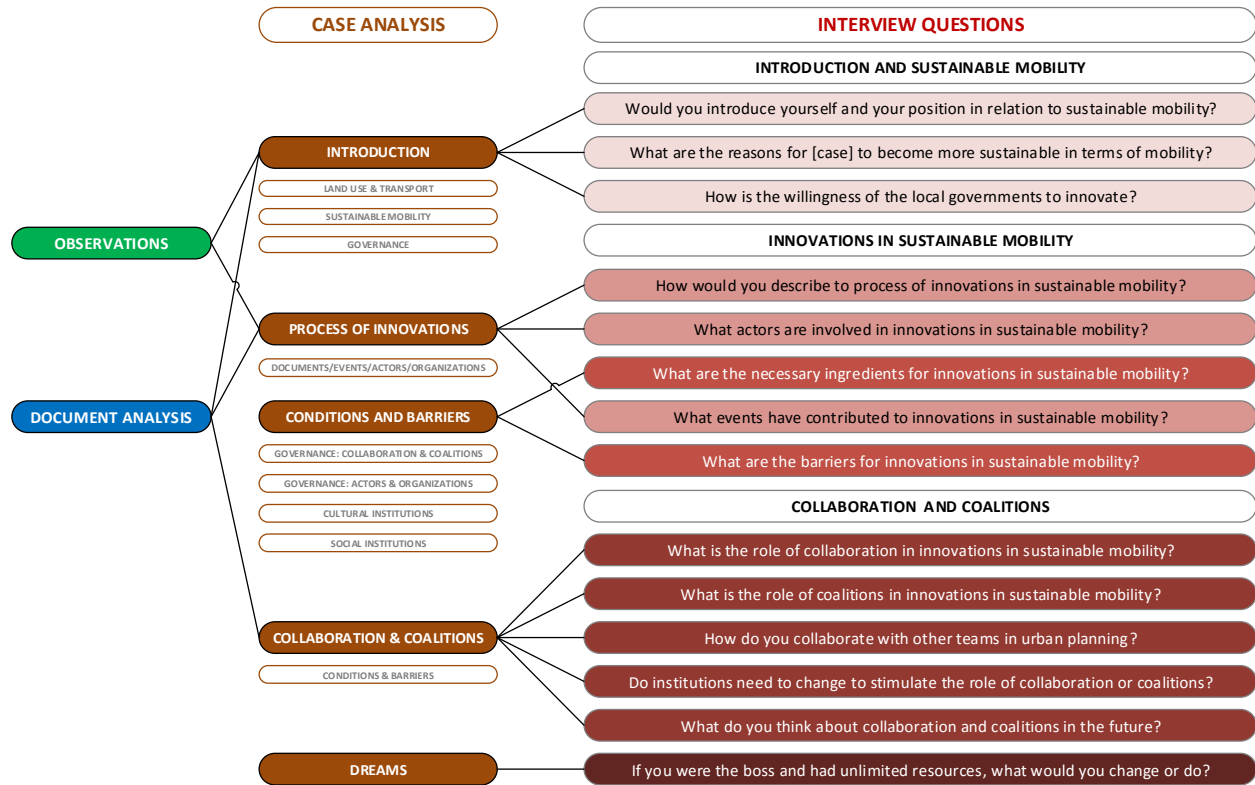 CASE ANALYSIS
INTERVIEW QUESTIONS
INTRODUCTION AND SUSTAINABLE MOBILITY
Would you introduce yourself and your position in relation to sustainable mobility?
INTRODUCTION
What are the reasons for [case] to become more sustainable in terms of mobility?
LAND USE & TRANSPORT
How is the willingness of the local governments to innovate?
SUSTAINABLE MOBILITY
OBSERVATIONS
GOVERNANCE
INNOVATIONS IN SUSTAINABLE MOBILITY
How would you describe to process of innovations in sustainable mobility?
PROCESS OF INNOVATIONS
What actors are involved in innovations in sustainable mobility?
DOCUMENTS/EVENTS/ACTORS/ORGANIZATIONS
What are the necessary ingredients for innovations in sustainable mobility?
DOCUMENT ANALYSIS
CONDITIONS AND BARRIERS
What events have contributed to innovations in sustainable mobility?
GOVERNANCE: COLLABORATION & COALITIONS
What are the barriers for innovations in sustainable mobility?
GOVERNANCE: ACTORS & ORGANIZATIONS
CULTURAL INSTITUTIONS
COLLABORATION AND COALITIONS
SOCIAL INSTITUTIONS
What is the role of collaboration in innovations in sustainable mobility?
What is the role of coalitions in innovations in sustainable mobility?
COLLABORATION & COALITIONS
How do you collaborate with other teams in urban planning?
CONDITIONS & BARRIERS
Do institutions need to change to stimulate the role of collaboration or coalitions?
What do you think about collaboration and coalitions in the future?
DREAMS
If you were the boss and had unlimited resources, what would you change or do?